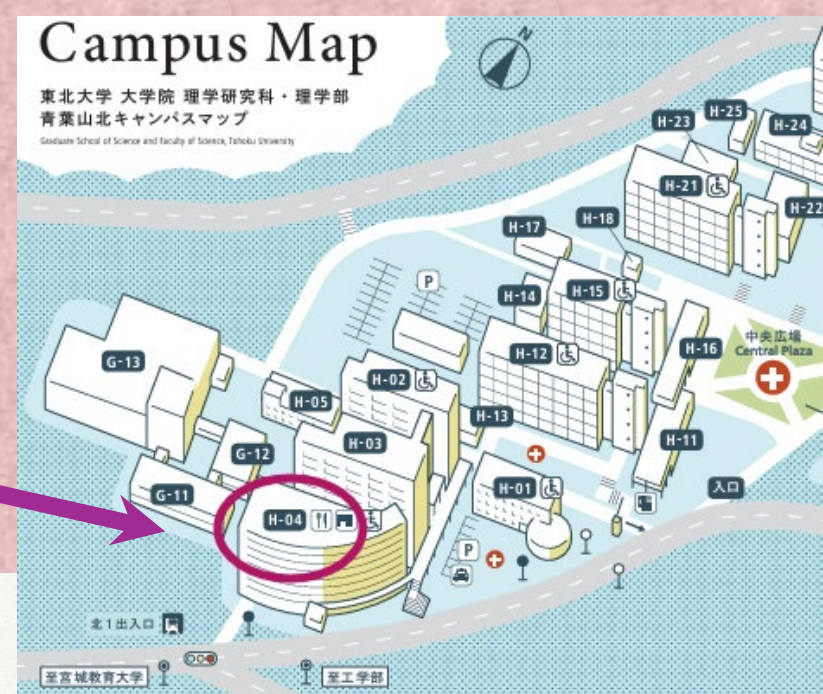 Campus Map
東北大学 大学院 理学研究科・理学部
青葉山北キャンパスマップ
Graduate School of Science and Faculty of Science, Tohoku University
N
H-25
H-23
H-24
H-21
H-22
H-17
H-18
P
H-14
H-15
中央広場
Central Plaza
H-16
H-12
G-13
H-02
H-05
H-13
H-03
H-11
G-12
G-11
H-01
入口
H-04
P
北1出入口
至宮城教育大学
至工学部